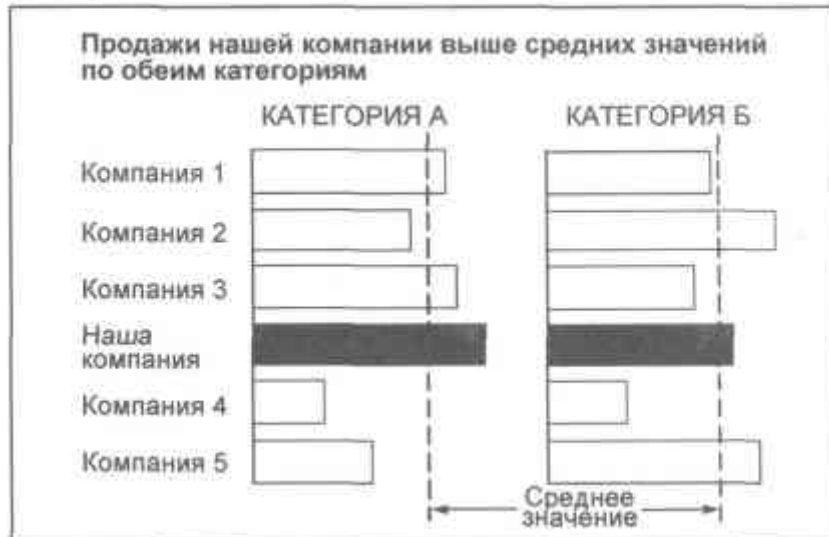 Продажи нашей компании выше средних значений
по обеим категориям
КАТЕГОРИЯ А
КАТЕГОРИЯ Б
Компания 1
Компания 2
Компания 3
Наша
компания
Компания 4
Компания 5
Среднее
значение